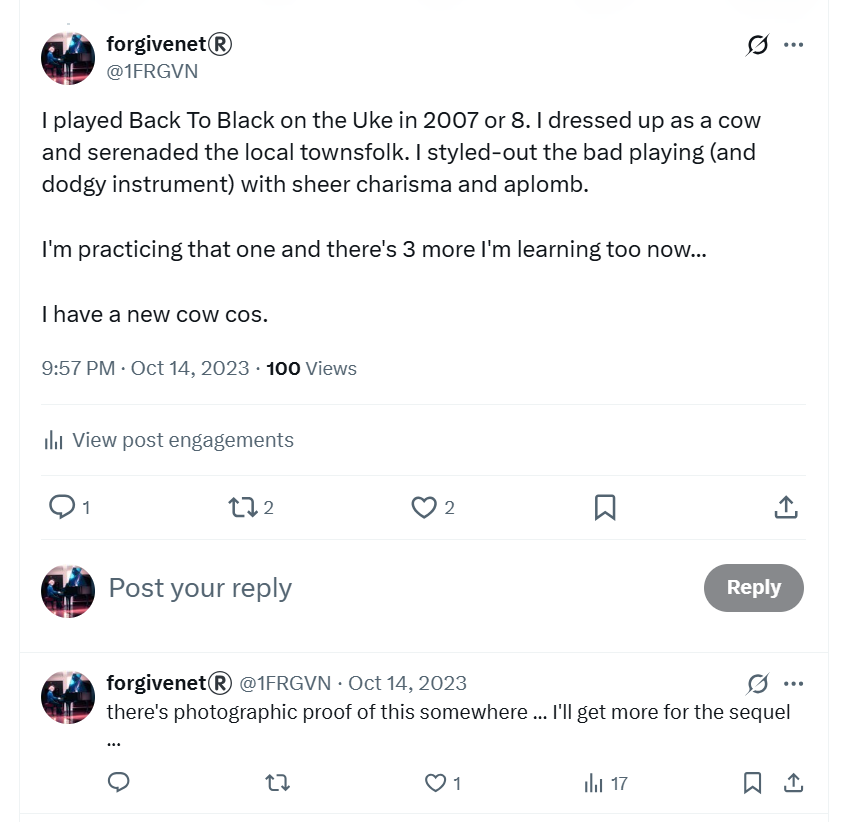 forgivenet®
@1FRGVN
I played Back To Black on the Uke in 2007 or 8. I dressed up as a cow
and serenaded the local townsfolk. I styled-out the bad playing (and
dodgy instrument) with sheer charisma and aplomb.
I'm practicing that one and there's 3 more I'm learning too now...
I have a new cow cos.
9:57 PM · Oct 14, 2023 · 100 Views
View post engagements
1 2 2
Post your reply
Reply
forgivenet® @1FRGVN · Oct 14, 2023
there's photographic proof of this somewhere ... I'll get more for the sequel
...
1 17